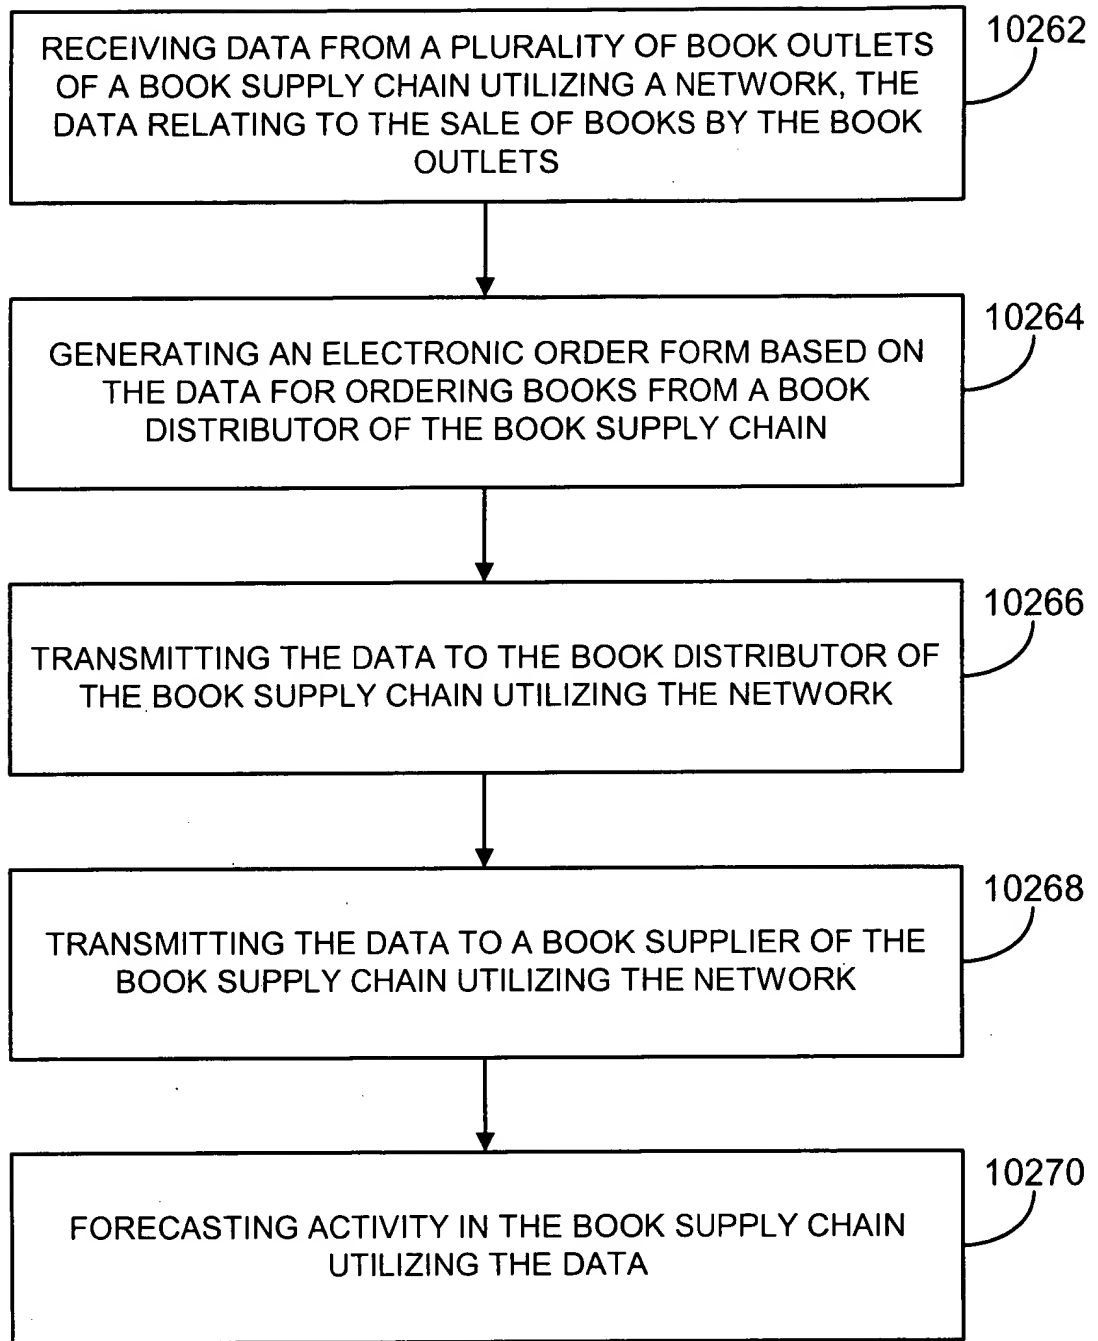 10262
RECEIVING DATA FROM A PLURALITY OF BOOK OUTLETS
OF A BOOK SUPPLY CHAIN UTILIZING A NETWORK, THE
DATA RELATING TO THE SALE OF BOOKS BY THE BOOK
OUTLETS
10264
GENERATING AN ELECTRONIC ORDER FORM BASED ON
THE DATA FOR ORDERING BOOKS FROM A BOOK
DISTRIBUTOR OF THE BOOK SUPPLY CHAIN
10266
TRANSMITTING THE DATA TO THE BOOK DISTRIBUTOR OF
THE BOOK SUPPLY CHAIN UTILIZING THE NETWORK
10268
TRANSMITTING THE DATA TO A BOOK SUPPLIER OF THE
BOOK SUPPLY CHAIN UTILIZING THE NETWORK
10270
FORECASTING ACTIVITY IN THE BOOK SUPPLY CHAIN
UTILIZING THE DATA